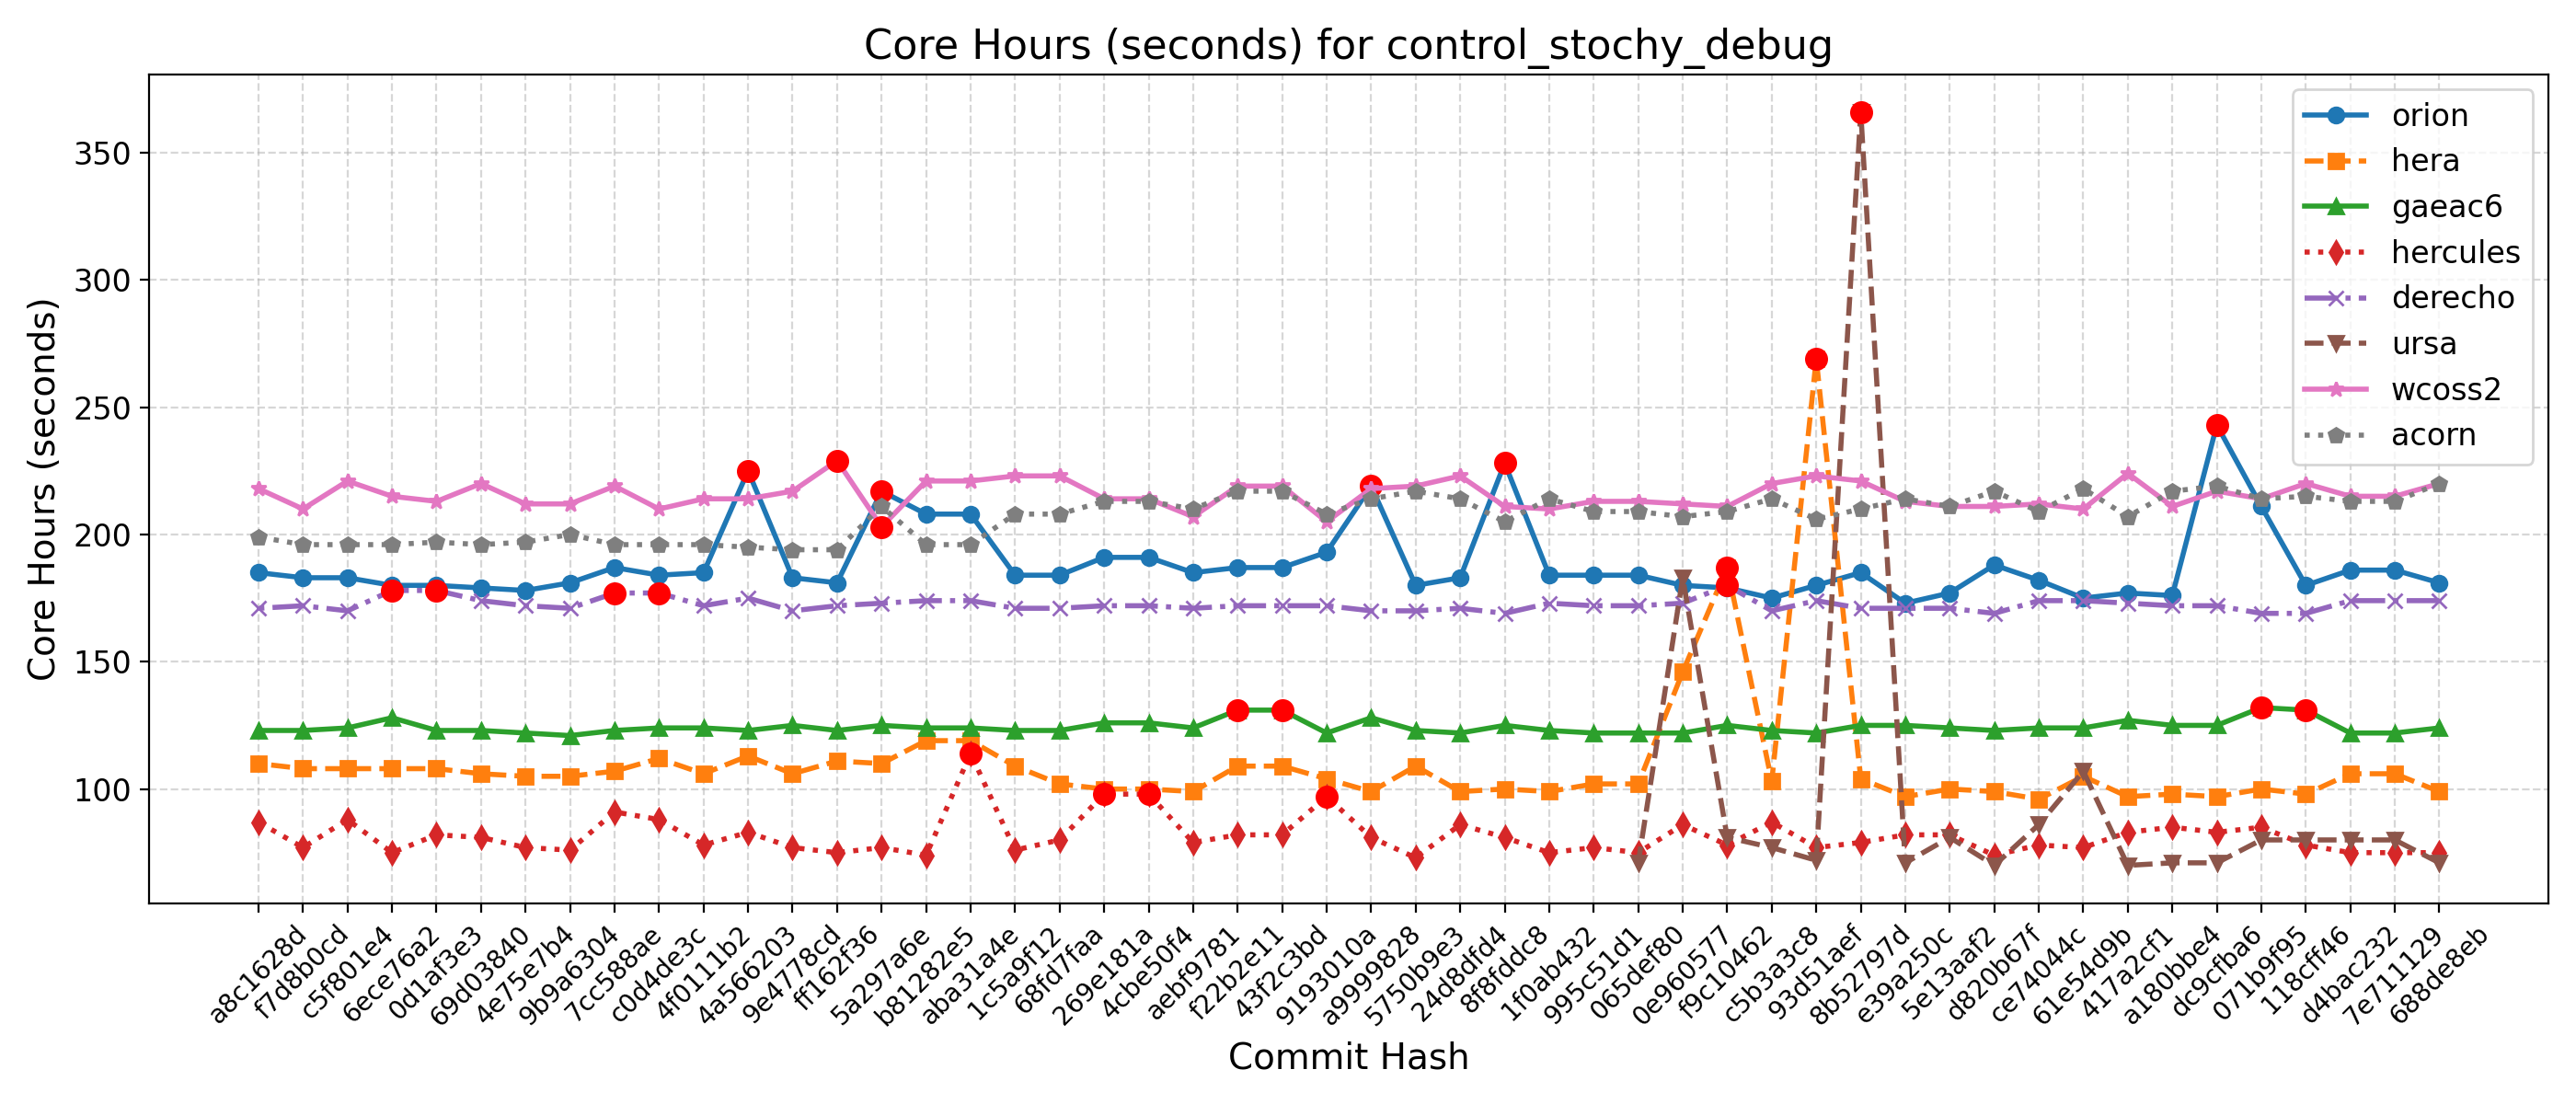 Core Hours (seconds) for control_stochy_debug
Core Hours (seconds)
350
300
250
200
150
100
orion
hera
gaeac6
hercules
derecho
ursa
wcoss2
acorn
a8c1628d
f7d8b0cd
c5f801e4
6ece76a2
0d1af3e3
69d03840
4e75e7b4
9b9a6304
7cc588ae
c0d4de3c
4f0111b2
4a566203
9e4778cd
ff162f36
5a297a6e
b81282e5
aba31a4e
1c5a9f12
68fd7faa
269e181a
4cbe50f4
aebf9781
f22b2e11
43f2c3bd
9193010a
a9999828
5750b9e3
24d8dfd4
8f8fddc8
1f0ab432
995c51d1
065def80
0e960577
f9c10462
c5b3a3c8
93d51aef
8b52797d
e39a250c
5e13aaf2
d820b67f
ce74044c
61e54d9b
417a2cf1
a180bbe4
dc9cfba6
071b9f95
118cff46
d4bac232
7e711129
688de8eb
Commit Hash